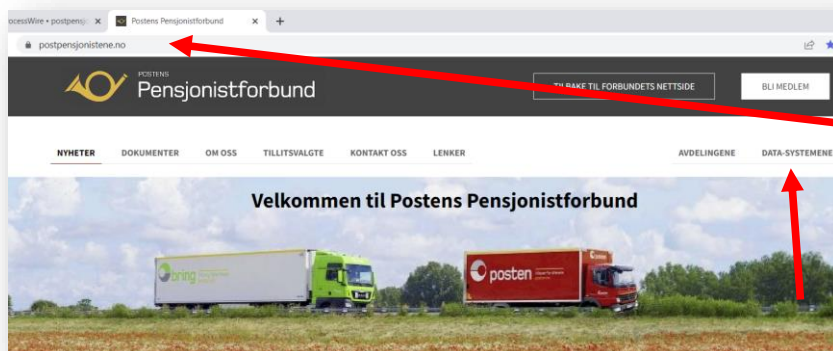 ocessWire • postpensj
Postens Pensjonistforbund
postpensjonistene.no
POSTENS
Pensjonistforbund
TILBAKE TIL FORBUNDETS NETTSIDE
BLI MEDLEM
NYHETER DOKUMENTER OM OSS TILLITSVALGTE KONTAKT OSS LENKER AVDELINGENE DATA-SYSTEMENE
Velkommen til Postens Pensjonistforbund
bring
posten